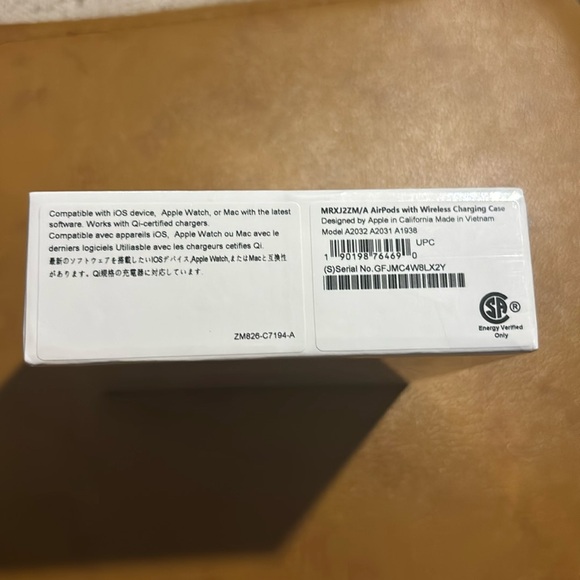 Compatible with iOS device, Apple Watch, or Mac with the latest
software. Works with Qi-certified chargers.
Compatible avec appareils iOS, Apple Watch ou Mac avec le
derniers logiciels Utiliasble avec les chargeurs cetifies Qi.
最新のソフトウェアを搭載したiOSデバイス,Apple Watch,またはMacと互換性
があります、Qi規格の充電器に対応しています.
ZM826-C7194-A
MRXJ2ZM/A AirPods with Wireless Charging Case
Designed by Apple in California Made in Vietnam
Model A2032 A2031 A1938
UPC
1 90198 76469 0
(S)Serial No.GFJMC4W8LX2Y
SA ®
Energy Verified
Only